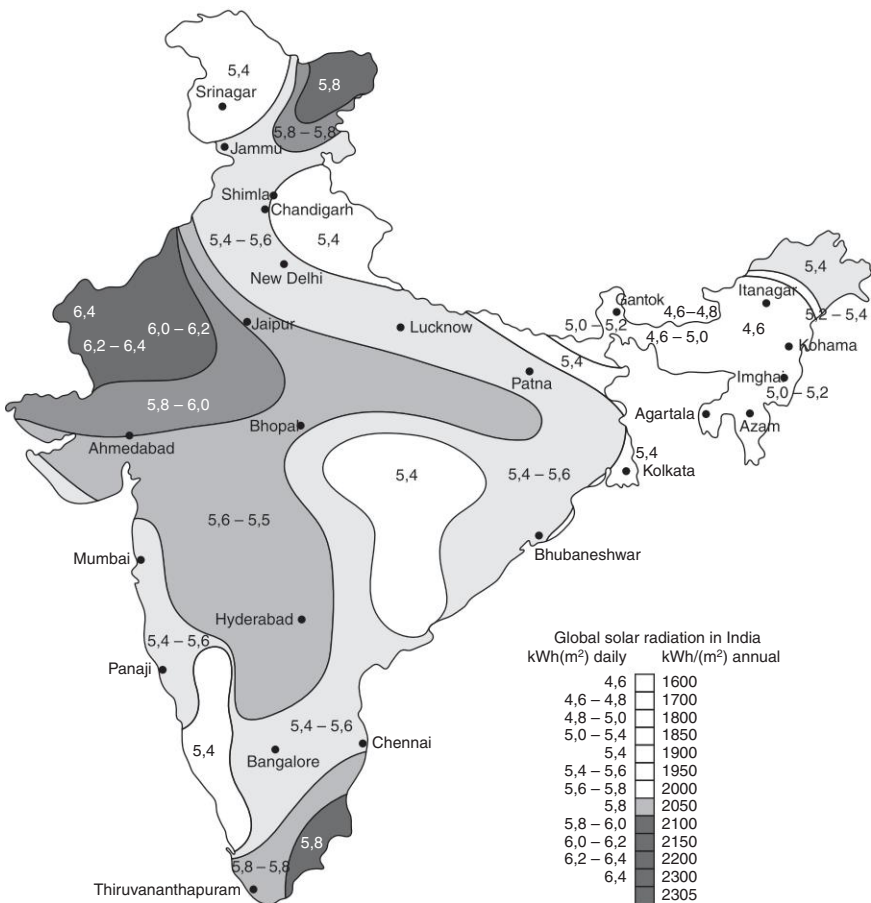 5,4
Srinagar
5,8
5,8 – 5,8
Jammu
Shimla
Chandigarh
5,4 – 5,6
5,4
New Delhi
5,4
Itanagar
Gantok
4,6–4,8
5,2 – 5,4
6,4
6,0 – 6,2
Jaipur
Lucknow
5,0 – 5,2
4,6 – 5,0
4,6
6,2 – 6,4
Kohama
5,4
Patna
Imghai
5,8 – 6,0
5,0 – 5,2
Bhopal
Agartala
Azam
Ahmedabad
5,4
5,4 – 5,6
5,4
Kolkata
5,6 – 5,5
Mumbai
Bhubaneshwar
Hyderabad
5,4 – 5,6
Panaji
5,4 – 5,6
Chennai
5,4
Bangalore
5,8
5,8 – 5,8
Thiruvananthapuram
Global solar radiation in India
kWh(m²) daily kWh/(m²) annual
4,6 1600
4,6 – 4,8 1700
4,8 – 5,0 1800
5,0 – 5,4 1850
5,4 1900
5,4 – 5,6 1950
5,6 – 5,8 2000
5,8 2050
5,8 – 6,0 2100
6,0 – 6,2 2150
6,2 – 6,4 2200
6,4 2300
2305